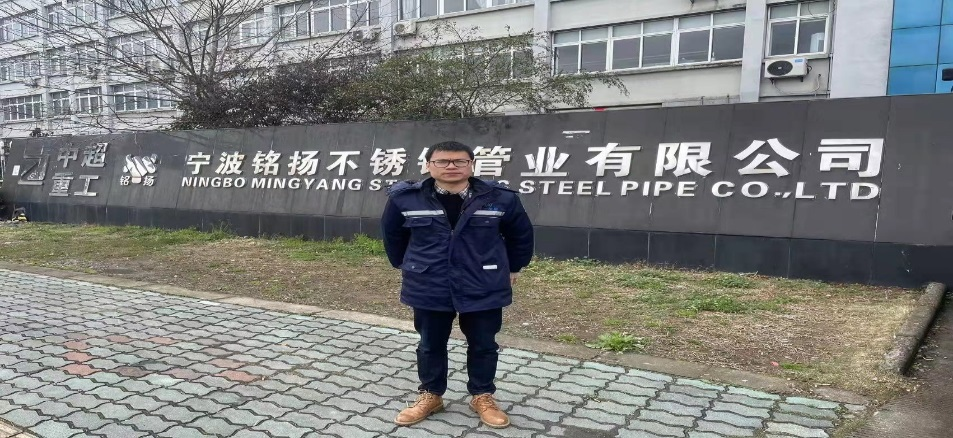 中超
重工
铭·扬
宁波铭扬不锈 管业有限公司
NINGBO MINGYANG ST STEEL PIPE CO.,LTD